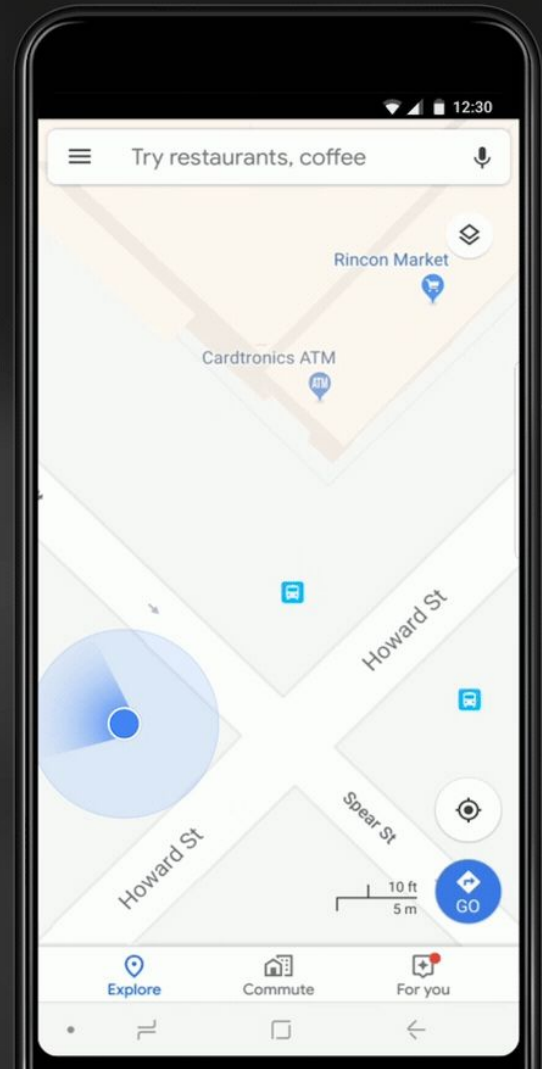 12:30
Try restaurants, coffee
Rincon Market
Cardtronics ATM
ATM
Howard St
Spear St
Howard St
10 ft
5 m
GO
Explore
Commute
For you